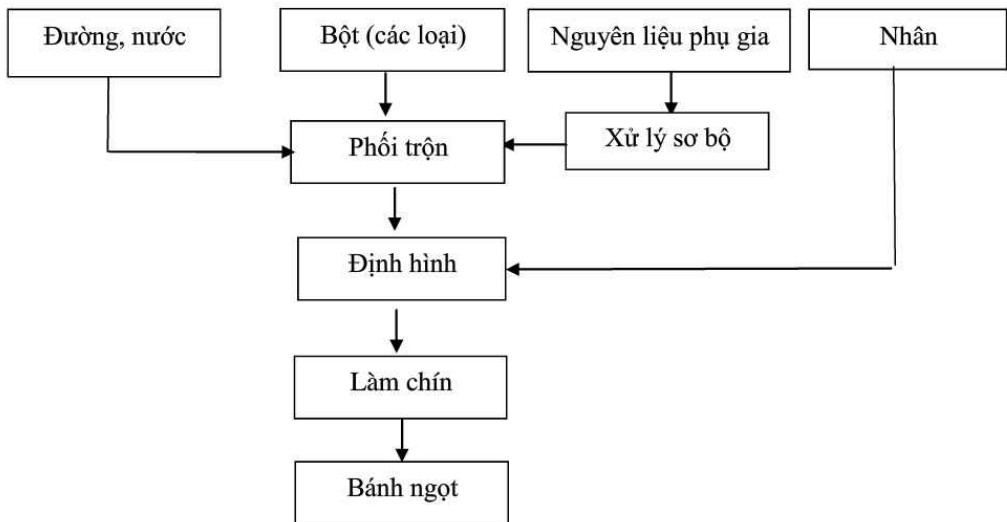 Đường, nước
Bột (các loại)
Nguyên liệu phụ gia
Nhân
Phối trộn
Xử lý sơ bộ
Định hình
Làm chín
Bánh ngọt